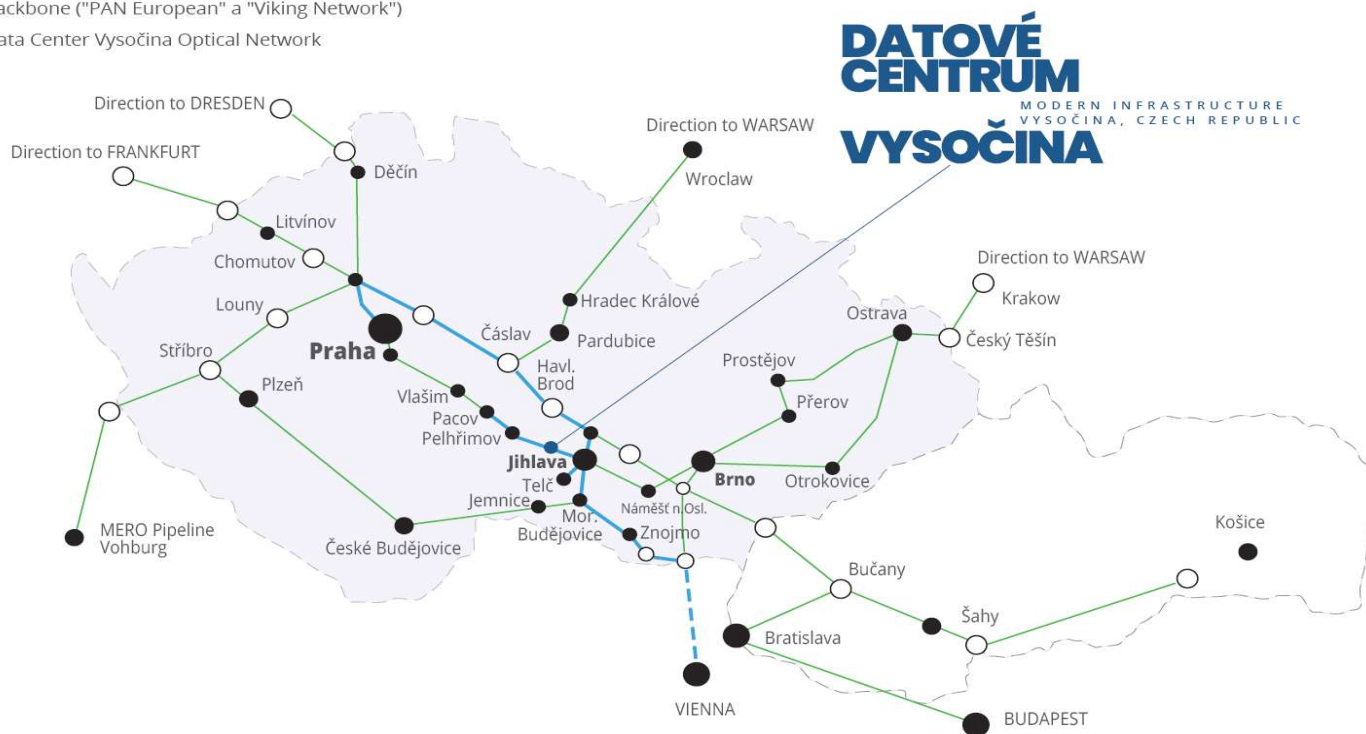 ackbone ("PAN European" a "Viking Network")
ata Center Vysočina Optical Network
DATOVÉ
CENTRUM
MODERN INFRASTRUCTURE
VYSOČINA, CZECH REPUBLIC
VYSOČINA
Direction to DRESDEN
Direction to WARSAW
Direction to FRANKFURT
Děčín
Wroclaw
Litvínov
Chomutov
Direction to WARSAW
Krakow
Louny
Hradec Králové
Ostrava
Čáslav
Pardubice
Český Těšín
Stříbro
Praha
Prostějov
Havl.
Brod
Plzeň
Vlašim
Přerov
Pacov
Pelhřimov
Jihlava
Brno
Otrokovice
Telč
Jemnice
Náměšť n.Osl.
Mor.
Budějovice
Znojmo
Košice
MERO Pipeline
Vohburg
České Budějovice
Bučany
Šahy
Bratislava
VIENNA
BUDAPEST